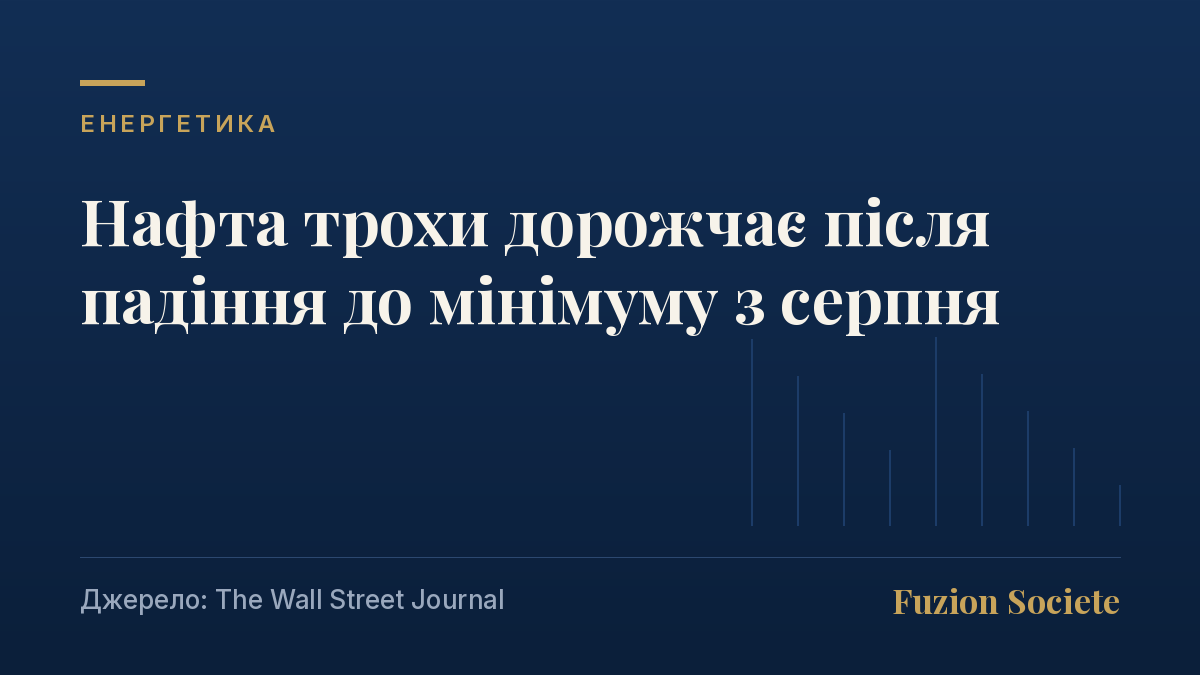 ЕНЕРГЕТИКА
Нафта трохи дорожчає після
падіння до мінімуму з серпня
Джерело: The Wall Street Journal
Fuzion Societe